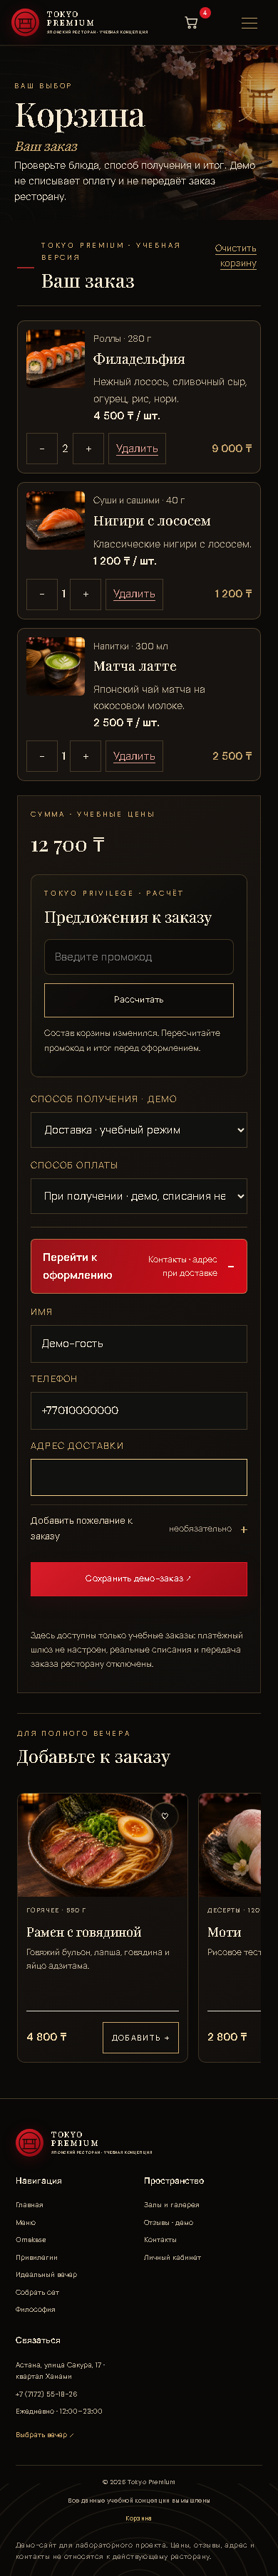 TOKYO
PREMIUM
ЯПОНСКИЙ РЕСТОРАН · УЧЕБНАЯ КОНЦЕПЦИЯ
4
ВАШ ВЫБОР
Корзина
Ваш заказ
Проверьте блюда, способ получения и итог. Демо
не списывает оплату и не передаёт заказ
ресторану.
TOKYO PREMIUM · УЧЕБНАЯ
ВЕРСИЯ
Ваш заказ
Очистить
корзину
Роллы · 280 г
Филадельфия
Нежный лосось, сливочный сыр,
огурец, рис, нори.
4 500 ₸ / шт.
− 2 + Удалить 9 000 ₸
Суши и сашими · 40 г
Нигири с лососем
Классические нигири с лососем.
1 200 ₸ / шт.
− 1 + Удалить 1 200 ₸
Напитки · 300 мл
Матча латте
Японский чай матча на
кокосовом молоке.
2 500 ₸ / шт.
− 1 + Удалить 2 500 ₸
СУММА · УЧЕБНЫЕ ЦЕНЫ
12 700 ₸
TOKYO PRIVILEGE · РАСЧЁТ
Предложения к заказу
Введите промокод
Рассчитать
Состав корзины изменился. Пересчитайте
промокод и итог перед оформлением.
СПОСОБ ПОЛУЧЕНИЯ · ДЕМО
Доставка · учебный режим
СПОСОБ ОПЛАТЫ
При получении · демо, списания не
Перейти к
оформлению
Контакты · адрес
при доставке
−
ИМЯ
Демо-гость
ТЕЛЕФОН
+77010000000
АДРЕС ДОСТАВКИ
Добавить пожелание к
заказу
необязательно +
Сохранить демо-заказ ↗
Здесь доступны только учебные заказы: платёжный
шлюз не настроен, реальные списания и передача
заказа ресторану отключены.
ДЛЯ ПОЛНОГО ВЕЧЕРА
Добавьте к заказу
ГОРЯЧЕЕ · 550 Г
Рамен с говядиной
Говяжий бульон, лапша, говядина и
яйцо адзитама.
4 800 ₸
ДОБАВИТЬ +
ДЕСЕРТЫ · 120
Моти
Рисовое тест
2 800 ₸
TOKYO
PREMIUM
ЯПОНСКИЙ РЕСТОРАН · УЧЕБНАЯ КОНЦЕПЦИЯ
Навигация
Главная
Меню
Omakase
Привилегии
Идеальный вечер
Собрать сет
Философия
Пространство
Залы и галерея
Отзывы · демо
Контакты
Личный кабинет
Связаться
Астана, улица Сакура, 17 ·
квартал Ханами
+7 (7172) 55-18-26
Ежедневно · 12:00–23:00
Выбрать вечер ↗
© 2026 Tokyo Premium
Все данные учебной концепции вымышлены
Корзина
Демо-сайт для лабораторного проекта. Цены, отзывы, адрес и
контакты не относятся к действующему ресторану.